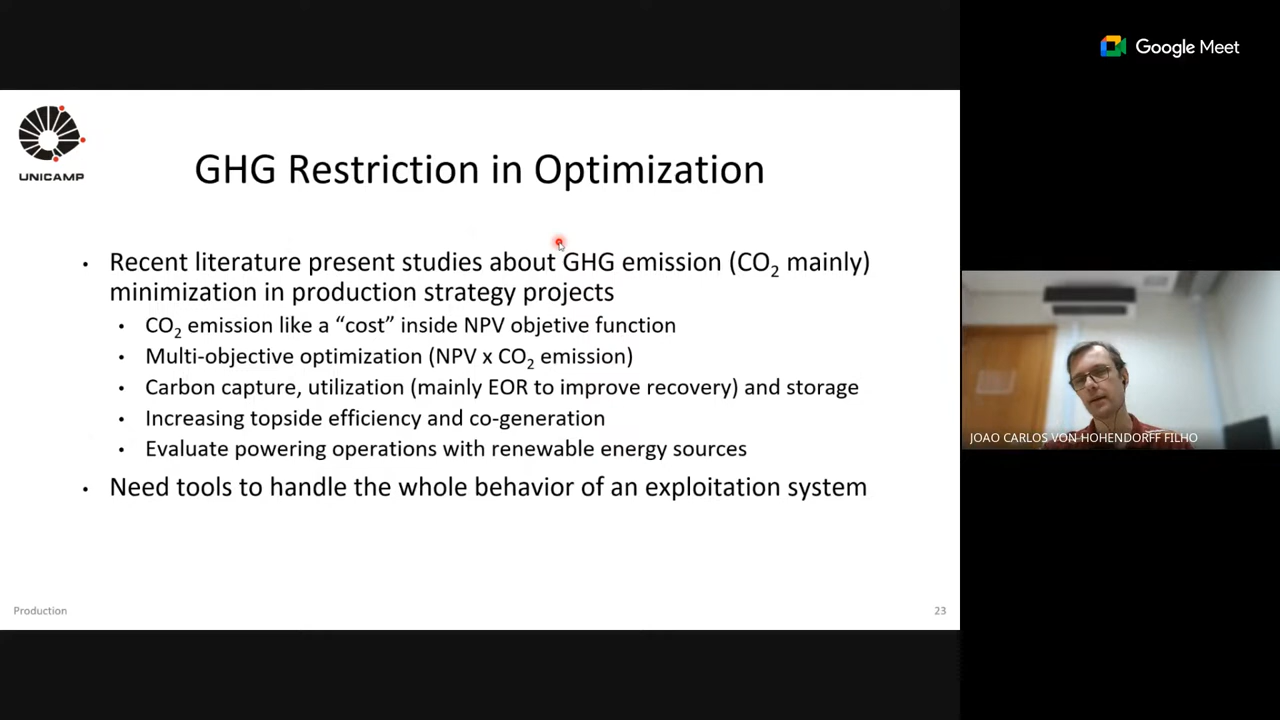 Google Meet
UNICAMP
GHG Restriction in Optimization
• Recent literature present studies about GHG emission (CO₂ mainly)
minimization in production strategy projects
• CO₂ emission like a “cost” inside NPV objetive function
• Multi-objective optimization (NPV x CO₂ emission)
• Carbon capture, utilization (mainly EOR to improve recovery) and storage
• Increasing topside efficiency and co-generation
• Evaluate powering operations with renewable energy sources
• Need tools to handle the whole behavior of an exploitation system
JOAO CARLOS VON HOHENDORFF FILHO
Production
23